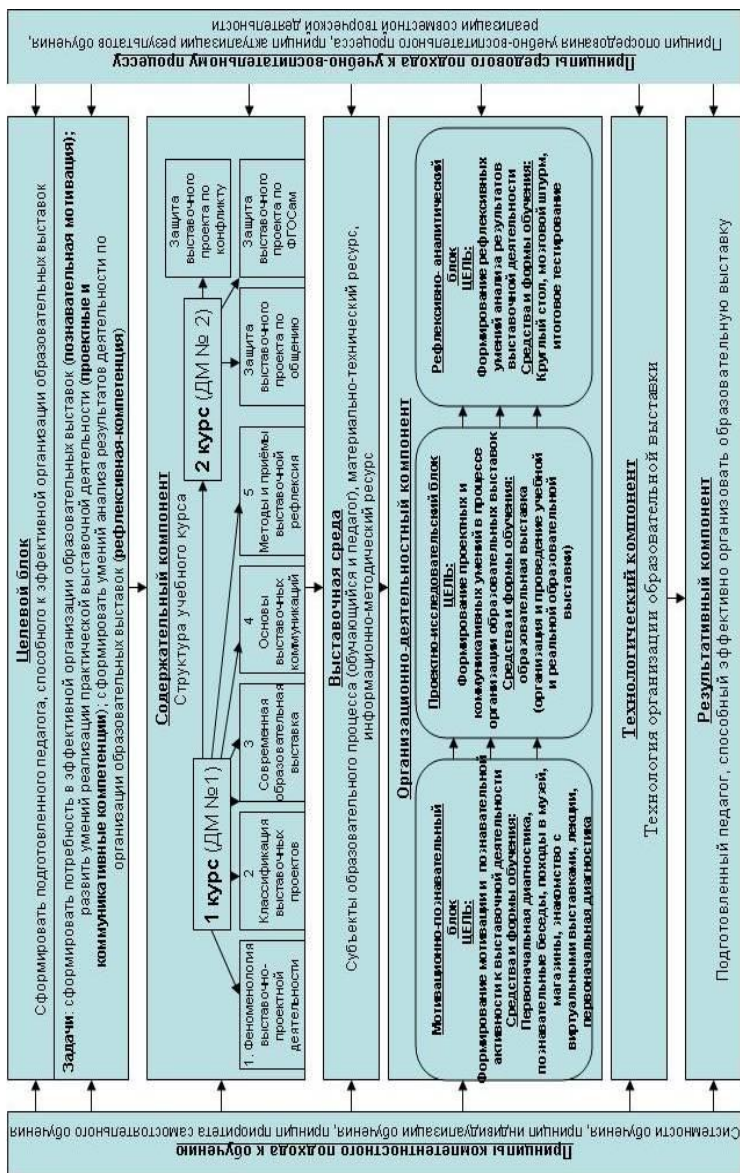 Целевой блок
Сформировать подготовленного педагога, способного к эффективной организации образовательных выставок
Задачи: сформировать потребность в эффективной организации образовательных выставок (познавательная мотивация);
развить умений реализации практической выставочной деятельности (проектные и
коммуникативные компетенции); сформировать умений анализа результатов деятельности по
организации образовательных выставок (рефлексивная-компетенция)
Содержательный компонент
Структура учебного курса
1 курс (ДМ №1)
2 курс (ДМ № 2)
1. Феноменология
выставочно-
проектной
деятельности
2
Классификация
выставочных
проектов
3
Современная
образовательная
выставка
4
Основы
выставочных
коммуникаций
5
Методы и приёмы
выставочной
рефлексия
Защита
выставочного
проекта по
общению
Защита
выставочного
проекта по
конфликту
Защита
выставочного
проекта по
ФГОСам
Выставочная среда
Субъекты образовательного процесса (обучающийся и педагог), материально-технический ресурс,
информационно-методический ресурс
Организационно-деятельностный компонент
Мотивационно-познавательный
блок
ЦЕЛЬ:
Формирование мотивации и познавательной
активности к выставочной деятельности
Средства и формы обучения:
Первоначальная диагностика,
познавательные беседы, походы в музей,
магазины, знакомство с
виртуальными выставками, лекции,
первоначальная диагностика
Проектно-исследовательский блок
ЦЕЛЬ:
Формирование проектных и
коммуникативных умений в процессе
организации образовательных выставок
Средства и формы обучения:
образовательная выставка
(организация и проведение учебной
и реальной образовательной
выставки)
Рефлексивно- аналитический
блок
ЦЕЛЬ:
Формирование рефлексивных
умений анализа результатов
выставочной деятельности
Средства и формы обучения:
Круглый стол, мозговой штурм,
итоговое тестирование
Технологический компонент
Технология организации образовательной выставки
Результативный компонент
Подготовленный педагог, способный эффективно организовать образовательную выставку
Принципы компетентностного подхода к обучению
Системности обучения, принцип индивидуализации обучения, принцип приоритета самостоятельного обучения
Принципы средового подхода к учебно-воспитательному процессу
Принцип опосредования учебно-воспитательного процесса, принцип актуализации результатов обучения,
реализации совместной творческой деятельности